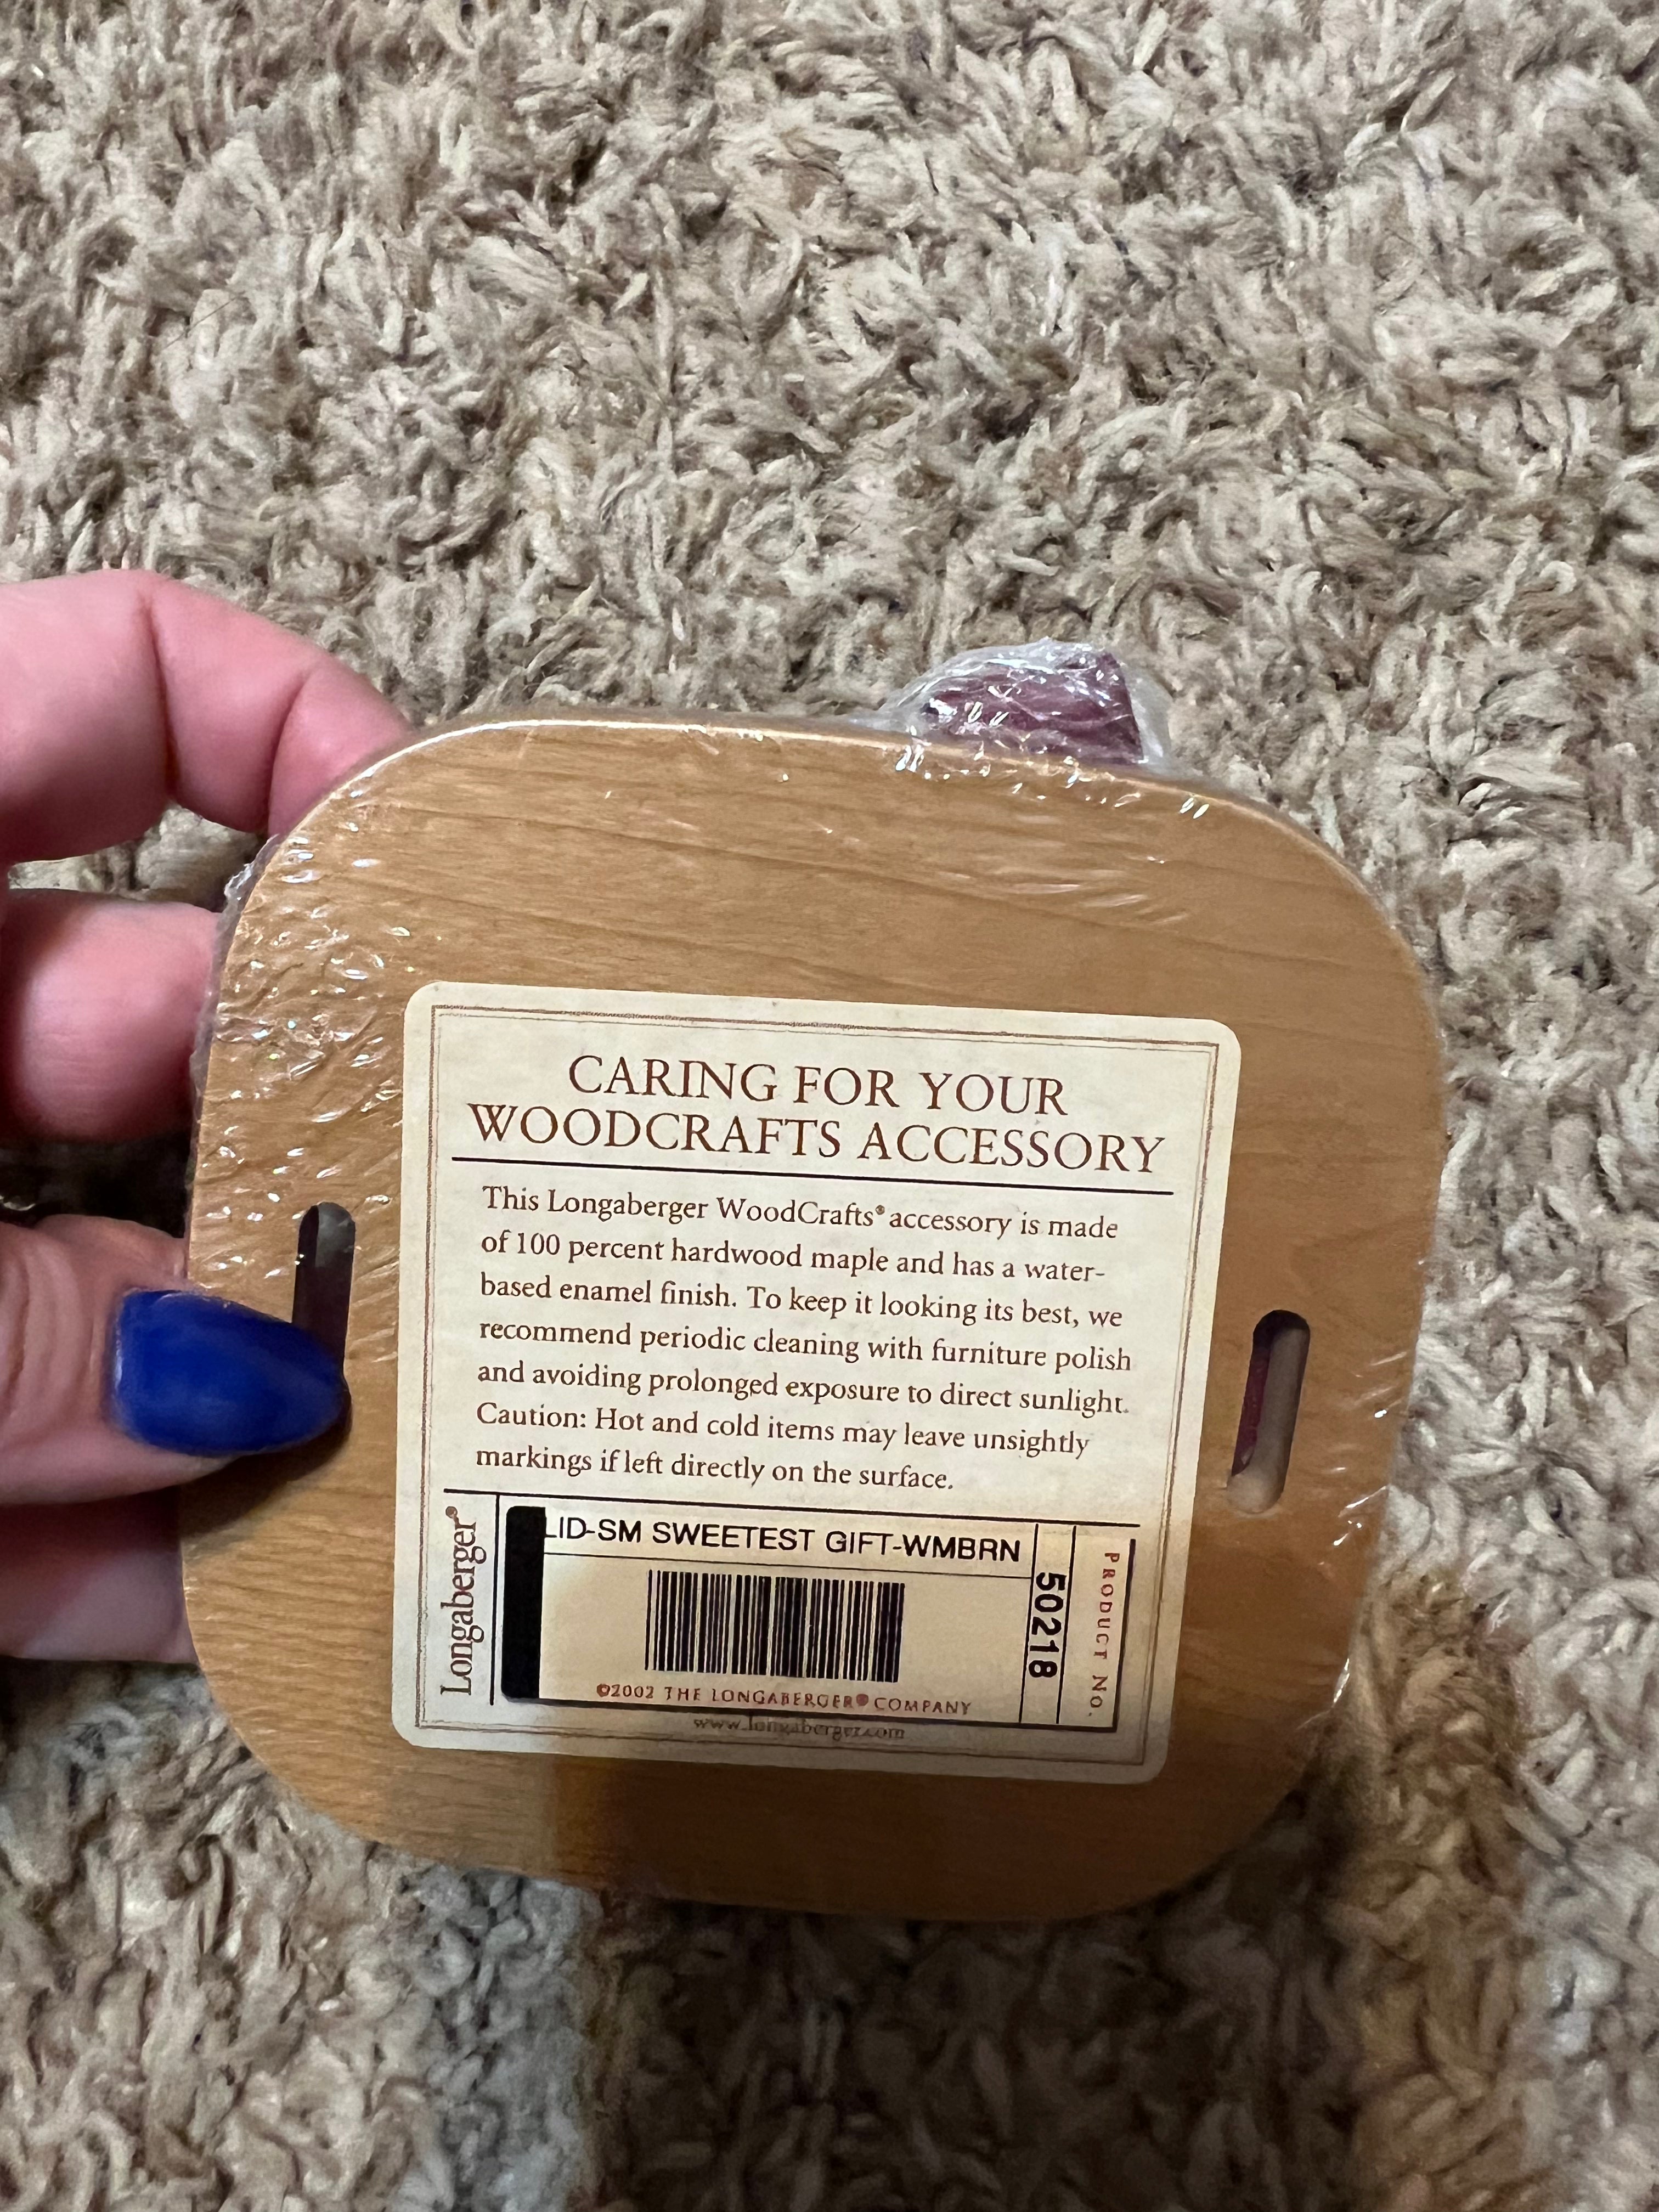 CARING FOR YOUR
WOODCRAFTS ACCESSORY
This Longaberger WoodCrafts® accessory is made
of 100 percent hardwood maple and has a water-
based enamel finish. To keep it looking its best, we
recommend periodic cleaning with furniture polish
and avoiding prolonged exposure to direct sunlight.
Caution: Hot and cold items may leave unsightly
markings if left directly on the surface.
Longaberger®
LID-SM SWEETEST GIFT-WMBRN
50218
PRODUCT NO.
©2002 THE LONGABERGER® COMPANY
www.longaberger.com